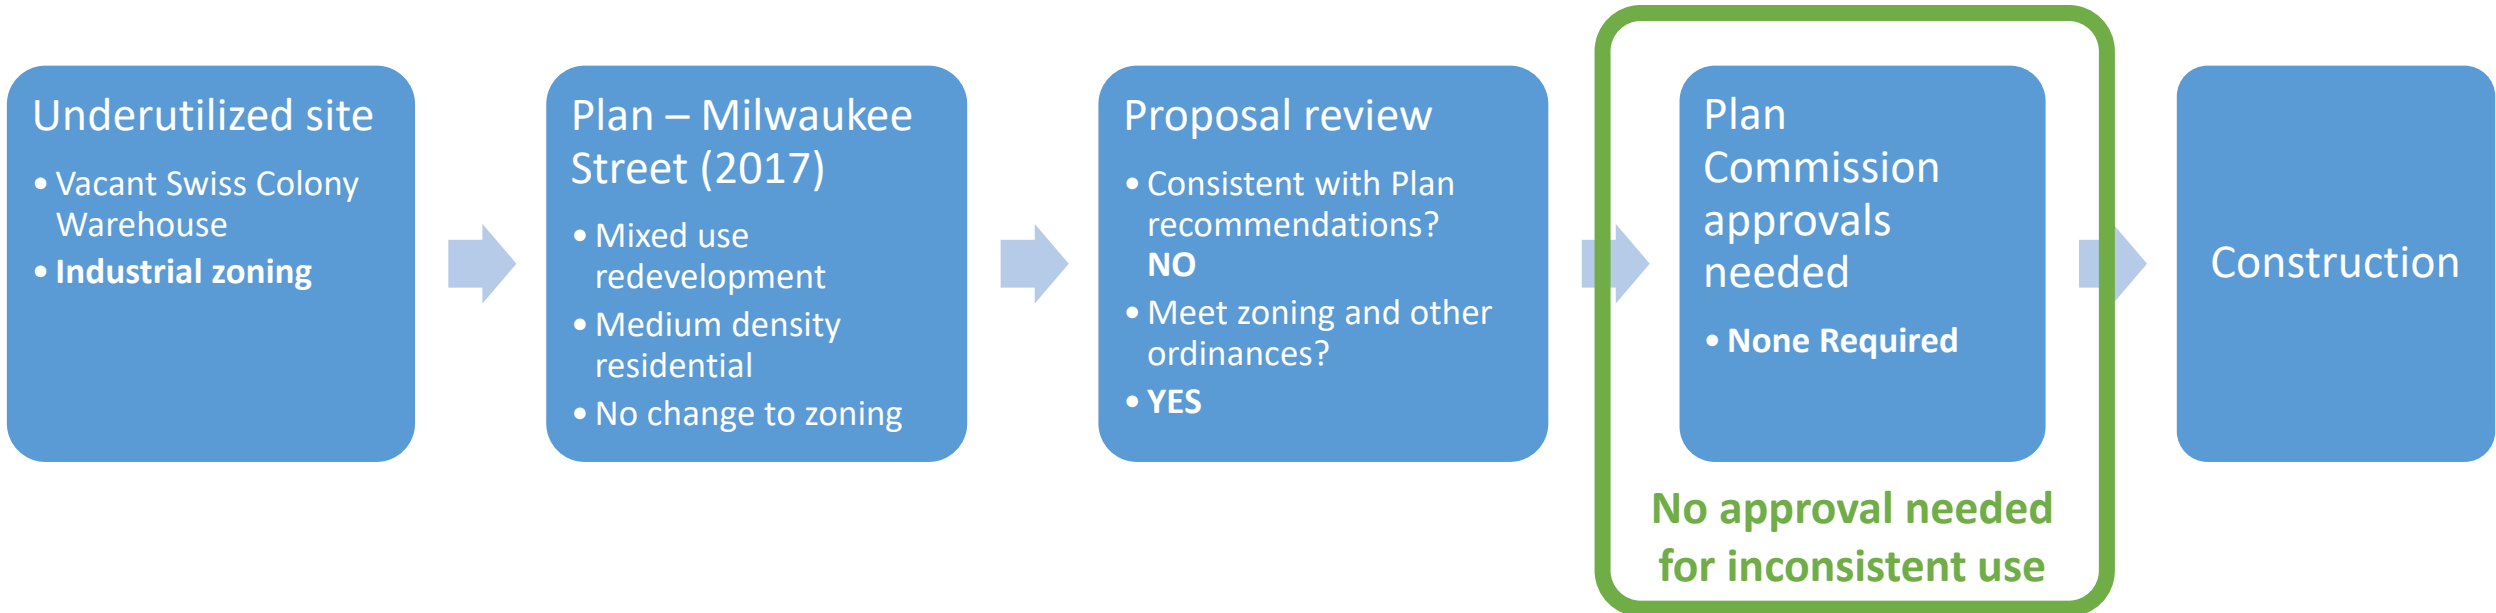 Underutilized site
• Vacant Swiss Colony
Warehouse
• Industrial zoning
Plan – Milwaukee
Street (2017)
• Mixed use
redevelopment
• Medium density
residential
• No change to zoning
Proposal review
• Consistent with Plan
recommendations?
NO
• Meet zoning and other
ordinances?
• YES
Plan
Commission
approvals
needed
• None Required
No approval needed
for inconsistent use
Construction